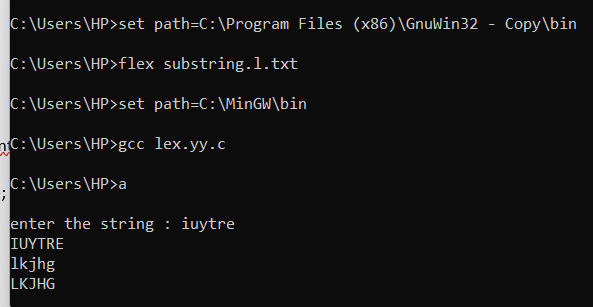 C:\Users\HP>set path=C:\Program Files (x86)\GnuWin32 - Copy\bin
C:\Users\HP>flex substring.l.txt
C:\Users\HP>set path=C:\MinGW\bin
C:\Users\HP>gcc lex.yy.c
C:\Users\HP>a
;
enter the string : iuytre
IUYTRE
lkjhg
LKJHG